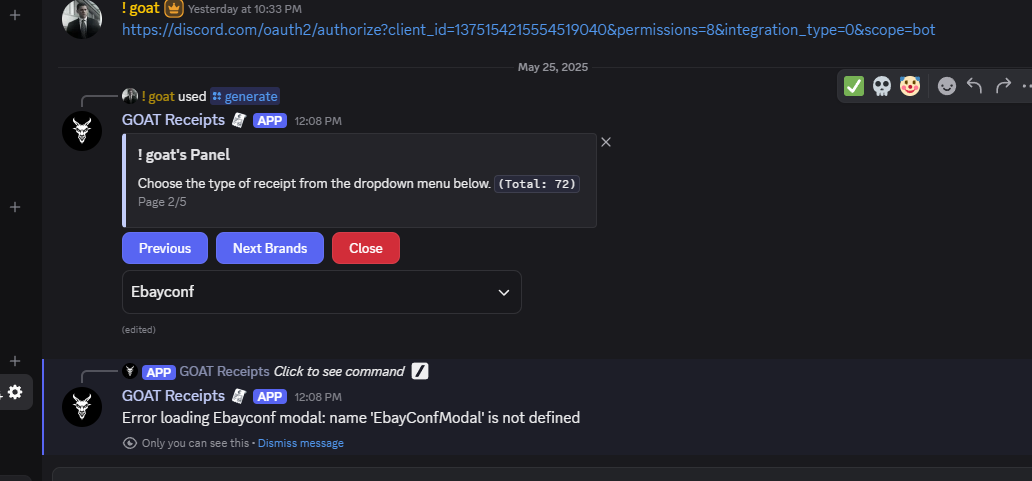 ! goat Yesterday at 10:33 PM
https://discord.com/oauth2/authorize?client_id=1375154215554519040&permissions=8&integration_type=0&scope=bot
May 25, 2025
! goat used generate
GOAT Receipts APP 12:08 PM
! goat's Panel
Choose the type of receipt from the dropdown menu below. (Total: 72)
Page 2/5
Previous Next Brands Close
Ebayconf
(edited)
APP GOAT Receipts Click to see command
GOAT Receipts APP 12:08 PM
Error loading Ebayconf modal: name 'EbayConfModal' is not defined
Only you can see this • Dismiss message